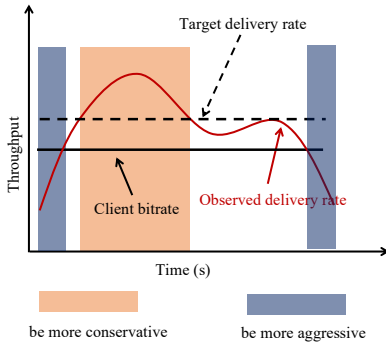 Target delivery rate
Throughput
Client bitrate
Observed delivery rate
Time (s)
be more conservative
be more aggressive